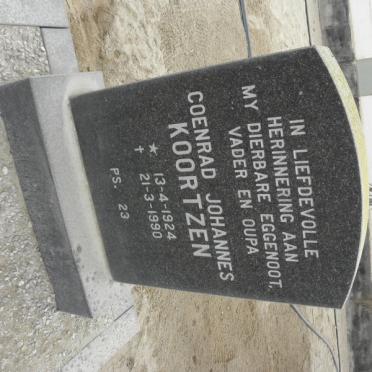 IN LIEFDEVOLLE
HERINNERING AAN
MY DIERBARE EGGENOOT,
VADER EN OUPA
COENRAD JOHANNES
KOORTZEN
★ 13-4-1924
✝ 21-3-1990
PS. 23